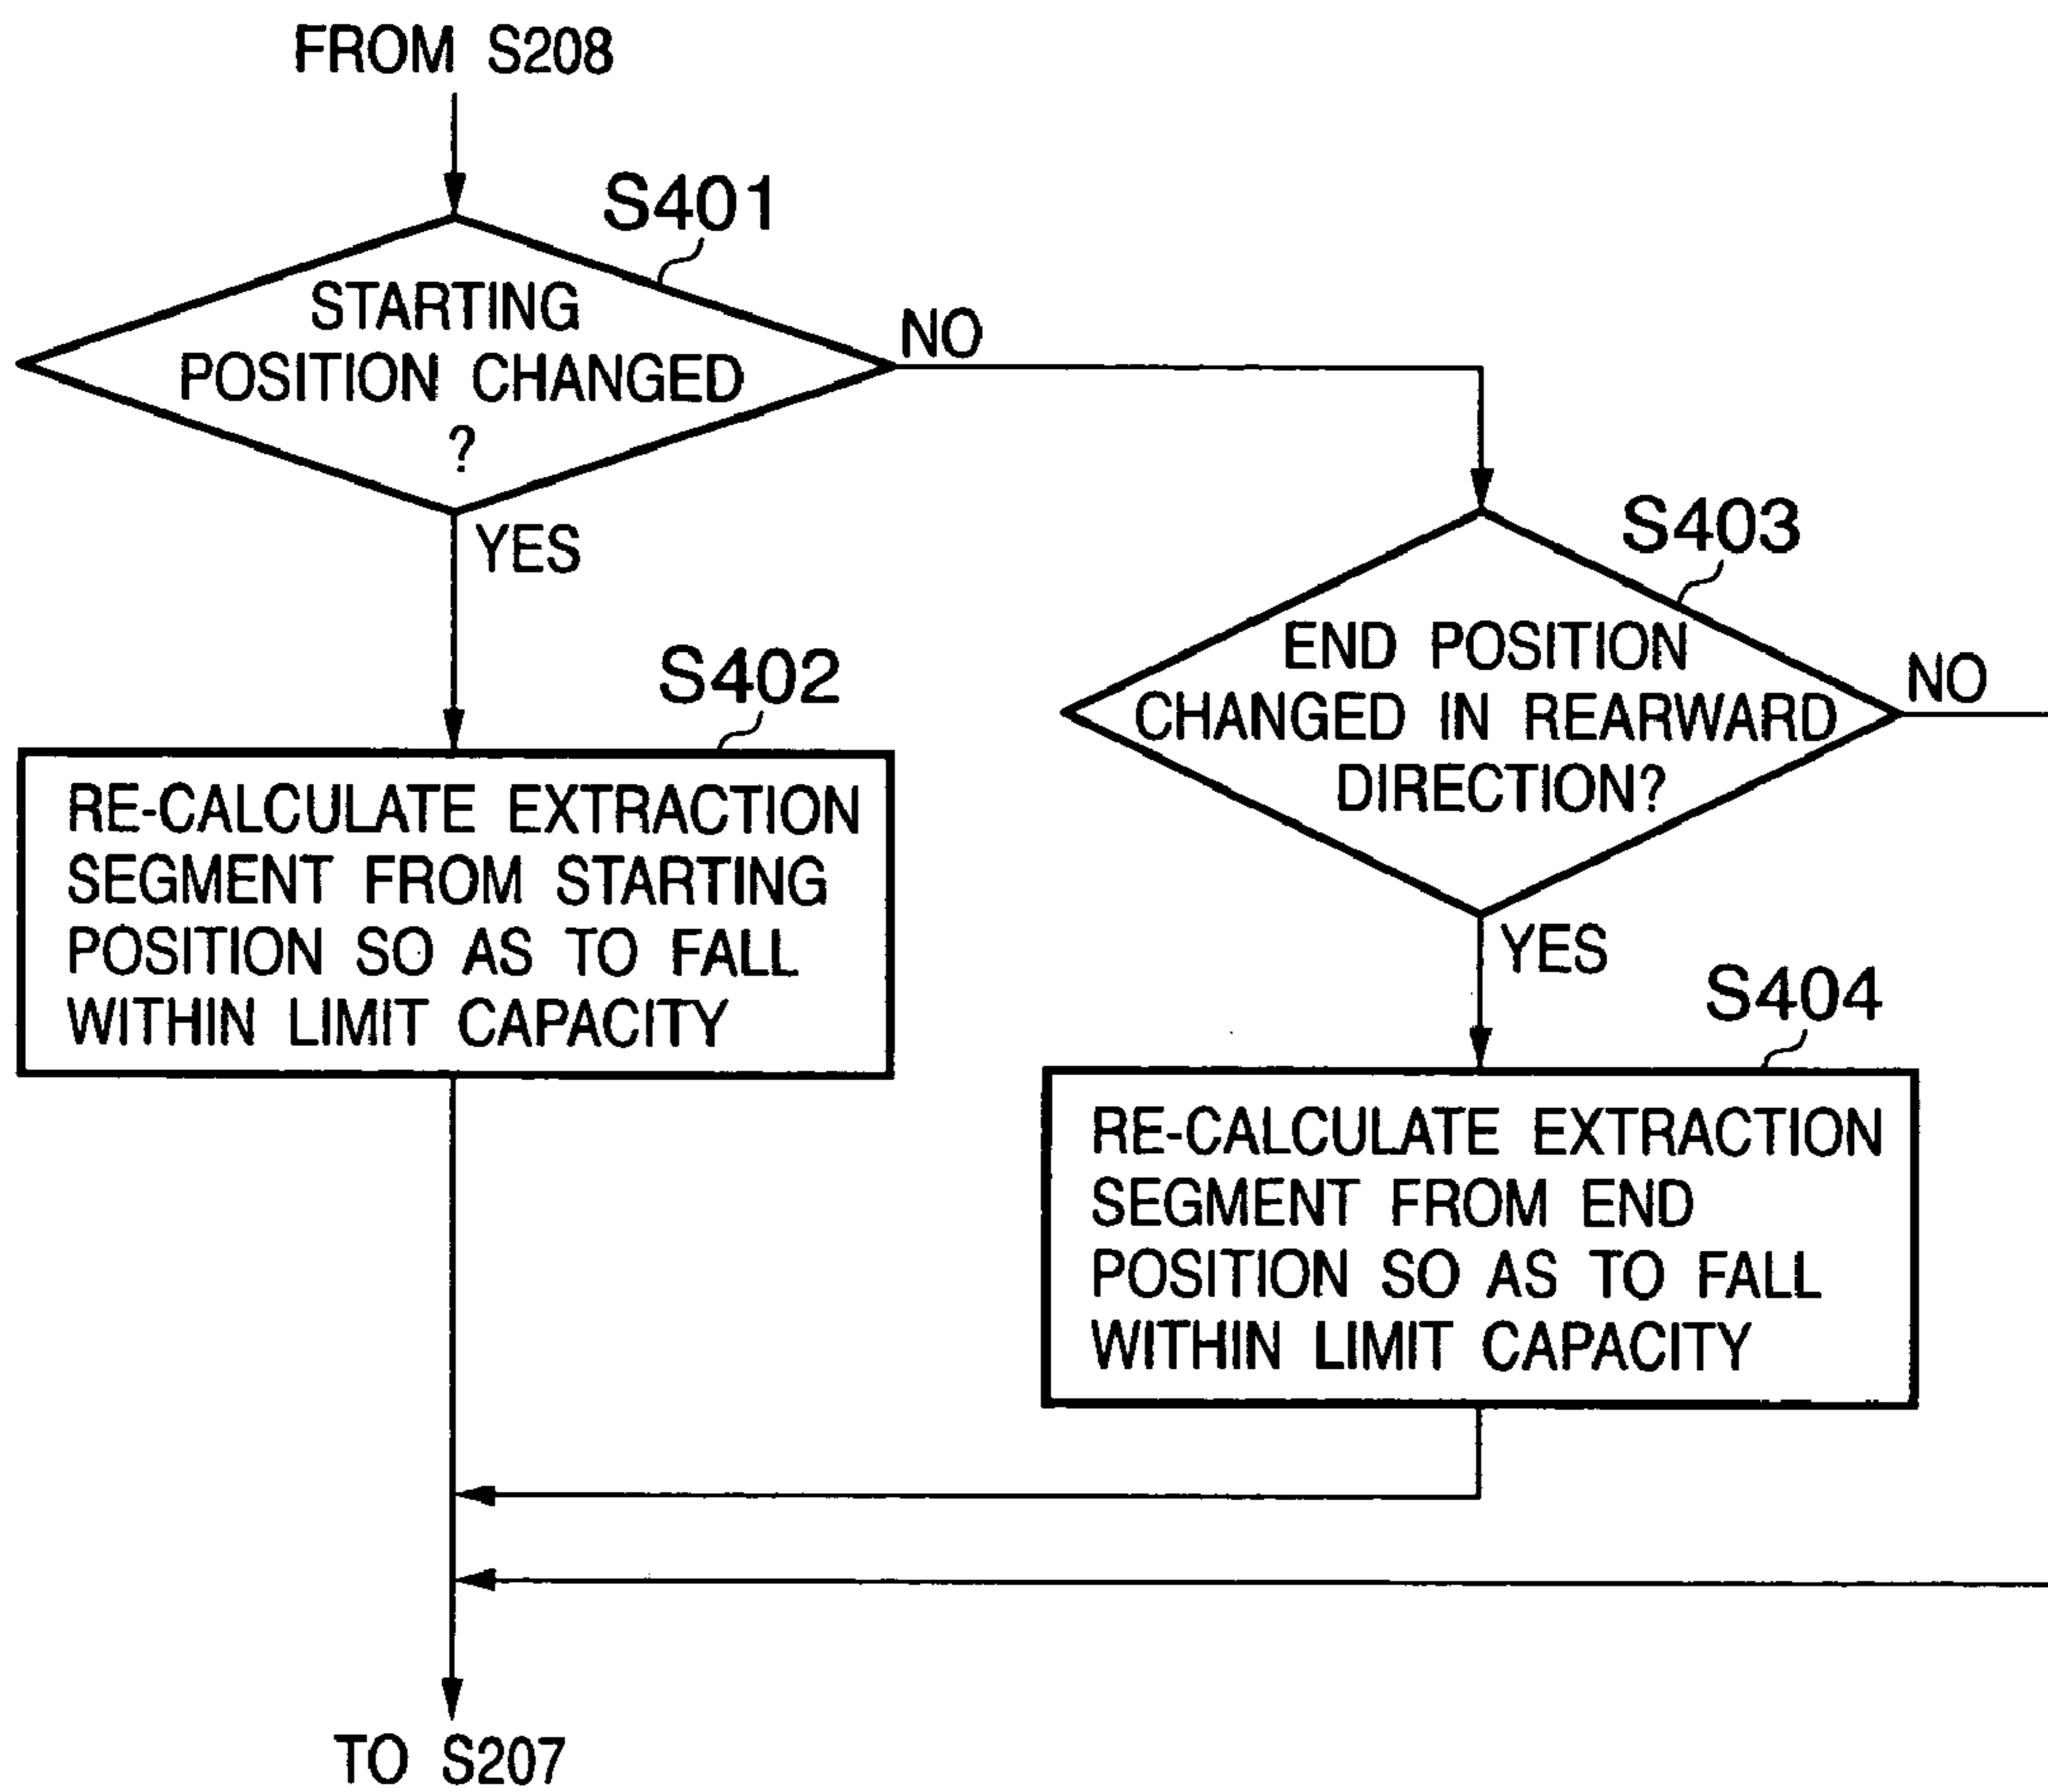 FROM S208
S401
STARTING
POSITION CHANGED
?
NO
YES
S402
RE-CALCULATE EXTRACTION
SEGMENT FROM STARTING
POSITION SO AS TO FALL
WITHIN LIMIT CAPACITY
S403
END POSITION
CHANGED IN REARWARD
DIRECTION?
NO
YES
S404
RE-CALCULATE EXTRACTION
SEGMENT FROM END
POSITION SO AS TO FALL
WITHIN LIMIT CAPACITY
TO S207